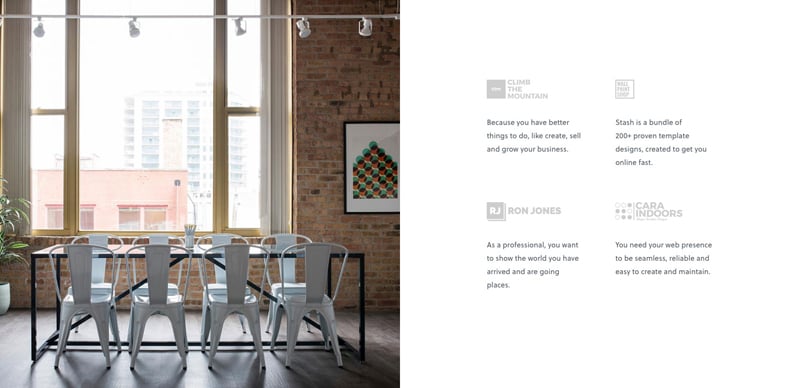 CLIMB
THE
MOUNTAIN
Because you have better
things to do, like create, sell
and grow your business.
WALL
PAINT
SHOP
Stash is a bundle of
200+ proven template
designs, created to get you
online fast.
RJ RON JONES
As a professional, you want
to show the world you have
arrived and are going
places.
CARA
INDOORS
You need your web presence
to be seamless, reliable and
easy to create and maintain.